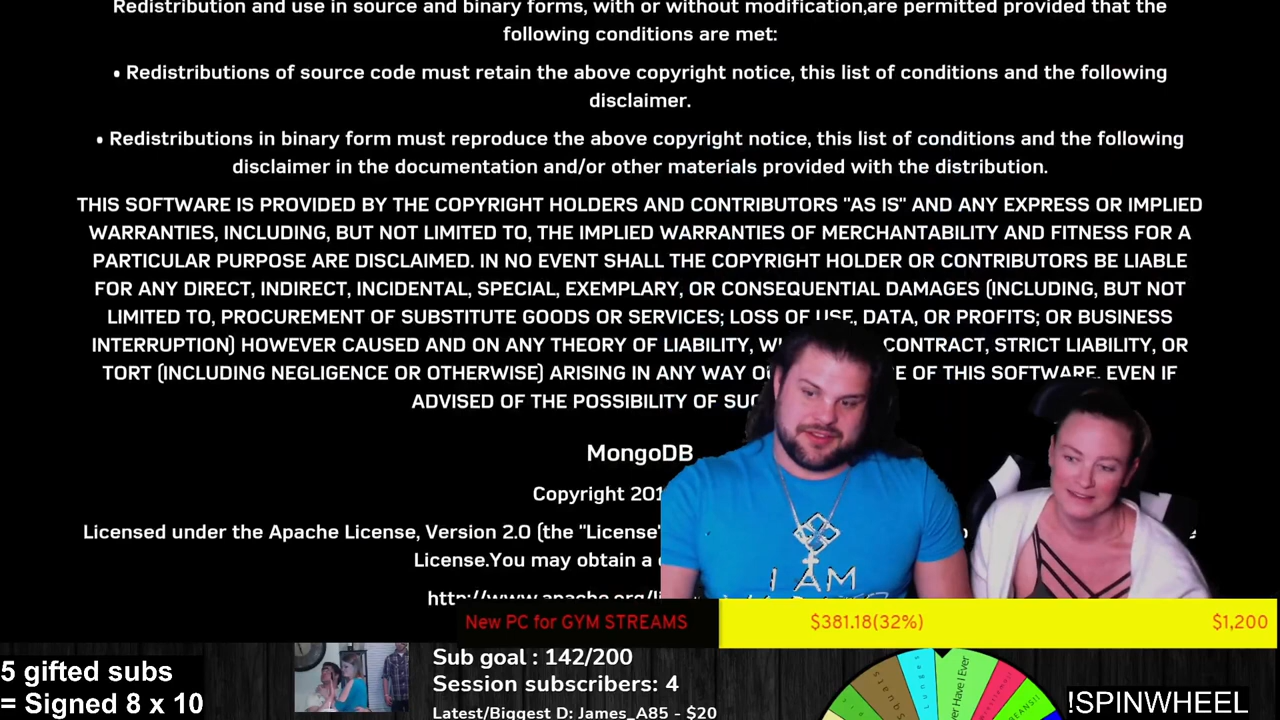 Redistribution and use in source and binary forms, with or without modification,are permitted provided that the
following conditions are met:
• Redistributions of source code must retain the above copyright notice, this list of conditions and the following
disclaimer.
• Redistributions in binary form must reproduce the above copyright notice, this list of conditions and the following
disclaimer in the documentation and/or other materials provided with the distribution.
THIS SOFTWARE IS PROVIDED BY THE COPYRIGHT HOLDERS AND CONTRIBUTORS "AS IS" AND ANY EXPRESS OR IMPLIED
WARRANTIES, INCLUDING, BUT NOT LIMITED TO, THE IMPLIED WARRANTIES OF MERCHANTABILITY AND FITNESS FOR A
PARTICULAR PURPOSE ARE DISCLAIMED. IN NO EVENT SHALL THE COPYRIGHT HOLDER OR CONTRIBUTORS BE LIABLE
FOR ANY DIRECT, INDIRECT, INCIDENTAL, SPECIAL, EXEMPLARY, OR CONSEQUENTIAL DAMAGES (INCLUDING, BUT NOT
LIMITED TO, PROCUREMENT OF SUBSTITUTE GOODS OR SERVICES; LOSS OF USE, DATA, OR PROFITS; OR BUSINESS
INTERRUPTION) HOWEVER CAUSED AND ON ANY THEORY OF LIABILITY, CONTRACT, STRICT LIABILITY, OR
TORT (INCLUDING NEGLIGENCE OR OTHERWISE) ARISING IN ANY WAY OF THIS SOFTWARE, EVEN IF
ADVISED OF THE POSSIBILITY OF
MongoDB
Copyright
Licensed under the Apache License, Version 2.0 (the "License"
License.You may obtain a
I AM
New PC for GYM STREAMS $381.18(32%) $1,200
5 gifted subs
= Signed 8 x 10
Sub goal : 142/200
Session subscribers: 4
Latest/Biggest D: James_A85 - $20
Squats
Lunges
Have I Ever
!SPINWHEEL